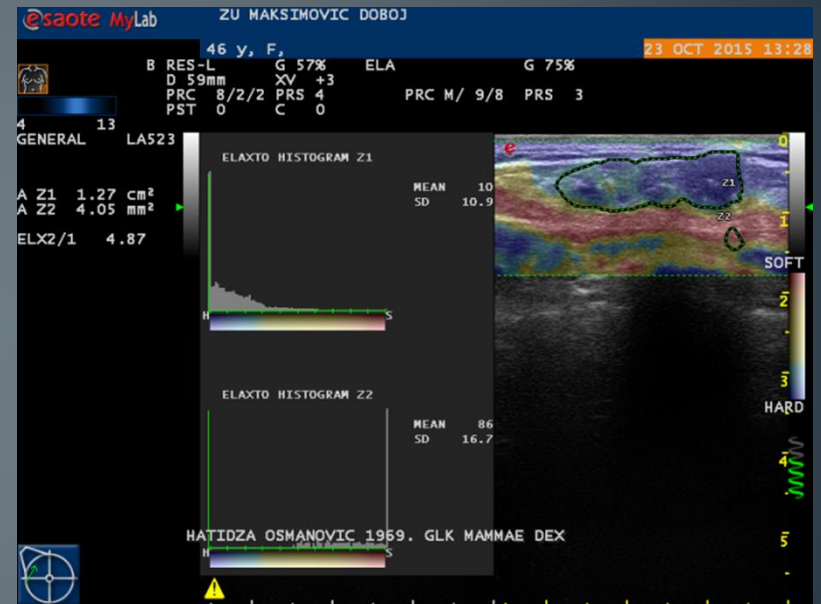 esaote MyLab
ZU MAKSIMOVIC DOBOJ
46 y, F,
23 OCT 2015 13:28
B RES-L G 57% ELA G 75%
D 59mm XV +3
PRC 8/2/2 PRS 4 PRC M/ 9/8 PRS 3
PST 0 C 0
4 13
GENERAL LA523
A Z1 1.27 cm²
A Z2 4.05 mm²
ELX2/1 4.87
ELAXTO HISTOGRAM Z1
MEAN 10
SD 10.9
H S
ELAXTO HISTOGRAM Z2
MEAN 86
SD 16.7
H S
HATIDZA OSMANOVIC 1969. GLK MAMMAE DEX
e
Z1
Z2
0
1
2
3
4
5
SOFT
HARD